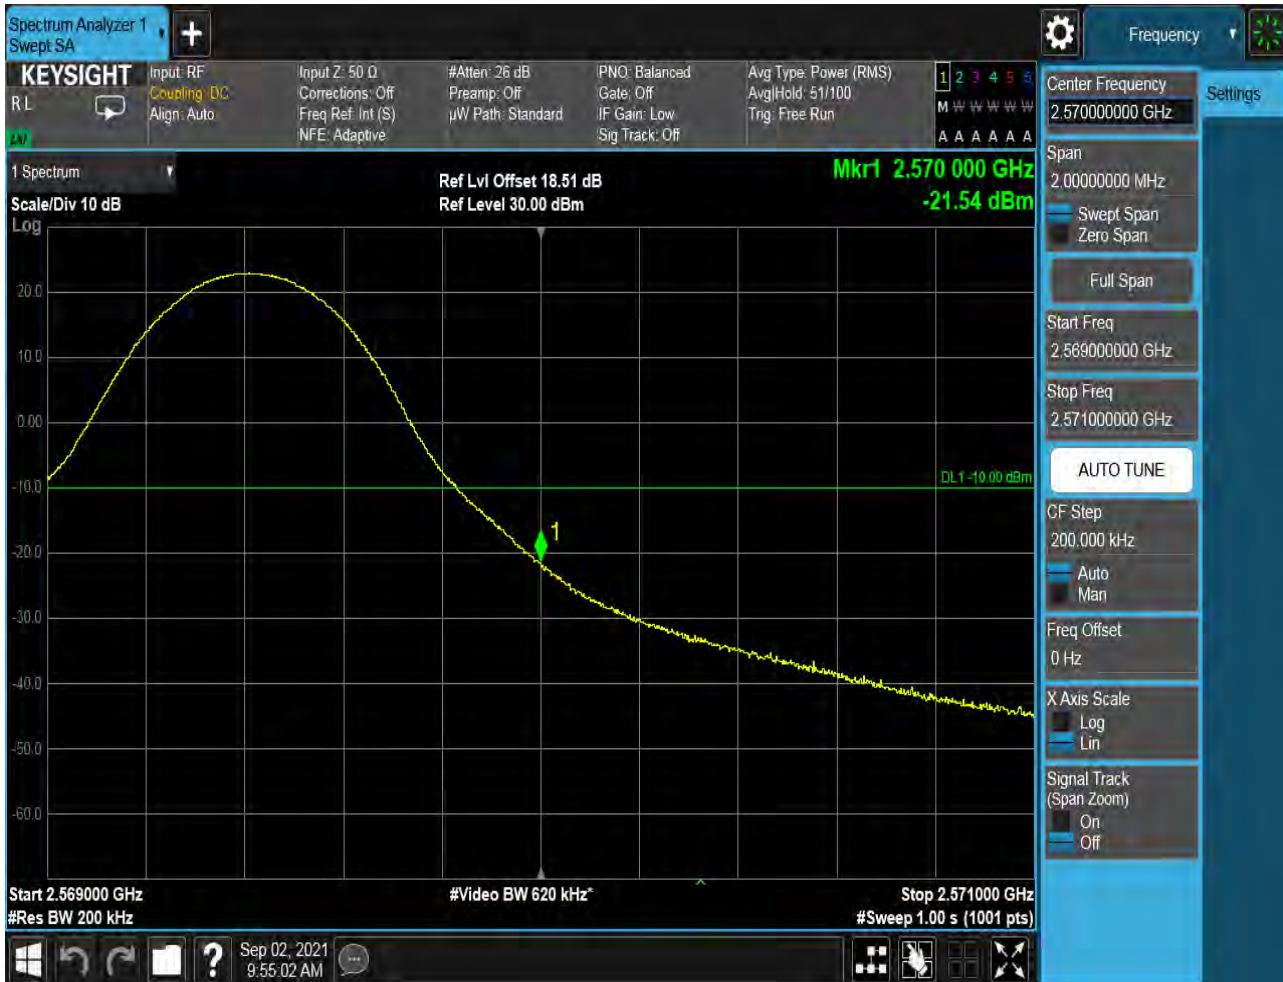 Spectrum Analyzer 1
Swept SA
Frequency
KEYSIGHT
R L
Input: RF
Coupling: DC
Align: Auto
Input Z: 50 Ω
Corrections: Off
Freq Ref: Int (S)
NFE: Adaptive
#Atten: 26 dB
Preamp: Off
µW Path: Standard
PNO: Balanced
Gate: Off
IF Gain: Low
Sig Track: Off
Avg Type: Power (RMS)
Avg|Hold: 51/100
Trig: Free Run
1 2 3 4 5 6
M W W W W W
A A A A A A
1 Spectrum
Scale/Div 10 dB
Log
Ref Lvl Offset 18.51 dB
Ref Level 30.00 dBm
Mkr1 2.570 000 GHz
-21.54 dBm
20.0
10.0
0.00
-10.0
-20.0
-30.0
-40.0
-50.0
-60.0
DL1 -10.00 dBm
1
Start 2.569000 GHz
#Res BW 200 kHz
#Video BW 620 kHz*
Stop 2.571000 GHz
#Sweep 1.00 s (1001 pts)
Center Frequency
2.570000000 GHz
Settings
Span
2.00000000 MHz
Swept Span
Zero Span
Full Span
Start Freq
2.569000000 GHz
Stop Freq
2.571000000 GHz
AUTO TUNE
CF Step
200.000 kHz
Auto
Man
Freq Offset
0 Hz
X Axis Scale
Log
Lin
Signal Track
(Span Zoom)
On
Off
?
Sep 02, 2021
9:55:02 AM